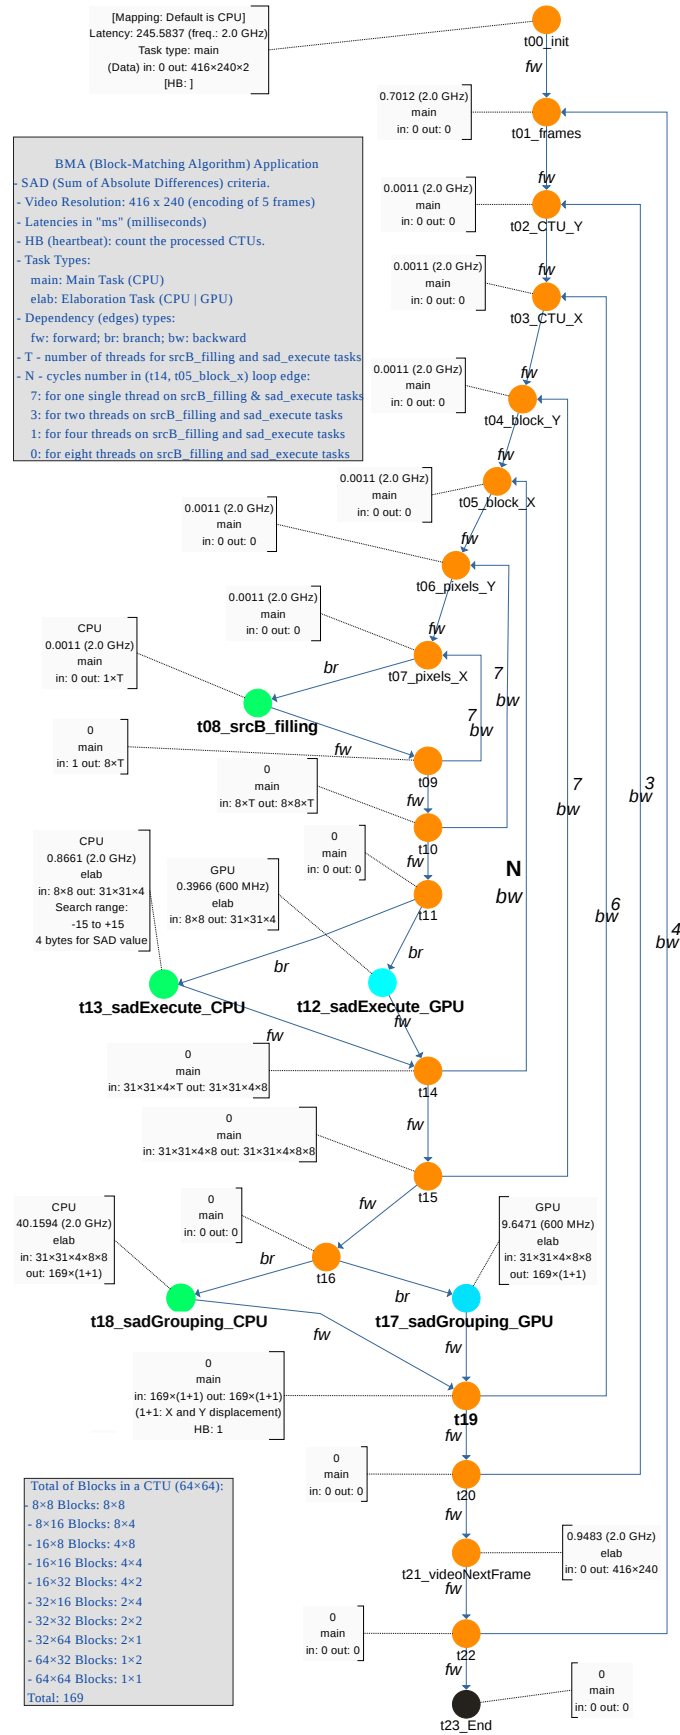 [Mapping: Default is CPU]
Latency: 245.5837 (freq.: 2.0 GHz)
Task type: main
(Data) in: 0 out: 416×240×2
[HB: ]
t00_init
fw
0.7012 (2.0 GHz)
main
in: 0 out: 0
t01_frames
fw
BMA (Block-Matching Algorithm) Application
- SAD (Sum of Absolute Differences) criteria.
- Video Resolution: 416 x 240 (encoding of 5 frames)
- Latencies in "ms" (milliseconds)
- HB (heartbeat): count the processed CTUs.
- Task Types:
main: Main Task (CPU)
elab: Elaboration Task (CPU | GPU)
- Dependency (edges) types:
fw: forward; br: branch; bw: backward
- T - number of threads for srcB_filling and sad_execute tasks
- N - cycles number in (t14, t05_block_x) loop edge:
7: for one single thread on srcB_filling & sad_execute tasks
3: for two threads on srcB_filling and sad_execute tasks
1: for four threads on srcB_filling and sad_execute tasks
0: for eight threads on srcB_filling and sad_execute tasks
0.0011 (2.0 GHz)
main
in: 0 out: 0
t02_CTU_Y
fw
0.0011 (2.0 GHz)
main
in: 0 out: 0
t03_CTU_X
fw
0.0011 (2.0 GHz)
main
in: 0 out: 0
t04_block_Y
fw
0.0011 (2.0 GHz)
main
in: 0 out: 0
t05_block_X
fw
0.0011 (2.0 GHz)
main
in: 0 out: 0
t06_pixels_Y
fw
0.0011 (2.0 GHz)
main
in: 0 out: 0
t07_pixels_X
br
CPU
0.0011 (2.0 GHz)
main
in: 0 out: 1×T
t08_srcB_filling
fw
7
bw
7
bw
0
main
in: 1 out: 8×T
t09
fw
0
main
in: 8×T out: 8×8×T
t10
fw
7
bw
3
bw
0
main
in: 0 out: 0
t11
br
br
N
bw
6
bw
4
bw
CPU
0.8661 (2.0 GHz)
elab
in: 8×8 out: 31×31×4
Search range:
-15 to +15
4 bytes for SAD value
GPU
0.3966 (600 MHz)
elab
in: 8×8 out: 31×31×4
t13_sadExecute_CPU
t12_sadExecute_GPU
fw
fw
0
main
in: 31×31×4×T out: 31×31×4×8
t14
fw
0
main
in: 31×31×4×8 out: 31×31×4×8×8
t15
fw
0
main
in: 0 out: 0
t16
br
br
CPU
40.1594 (2.0 GHz)
elab
in: 31×31×4×8×8
out: 169×(1+1)
GPU
9.6471 (600 MHz)
elab
in: 31×31×4×8×8
out: 169×(1+1)
t18_sadGrouping_CPU
t17_sadGrouping_GPU
fw
fw
0
main
in: 169×(1+1) out: 169×(1+1)
(1+1: X and Y displacement)
HB: 1
t19
fw
0
main
in: 0 out: 0
t20
fw
0.9483 (2.0 GHz)
elab
in: 0 out: 416×240
t21_videoNextFrame
fw
0
main
in: 0 out: 0
t22
fw
0
main
in: 0 out: 0
t23_End
Total of Blocks in a CTU (64×64):
- 8×8 Blocks: 8×8
- 8×16 Blocks: 8×4
- 16×8 Blocks: 4×8
- 16×16 Blocks: 4×4
- 16×32 Blocks: 4×2
- 32×16 Blocks: 2×4
- 32×32 Blocks: 2×2
- 32×64 Blocks: 2×1
- 64×32 Blocks: 1×2
- 64×64 Blocks: 1×1
Total: 169